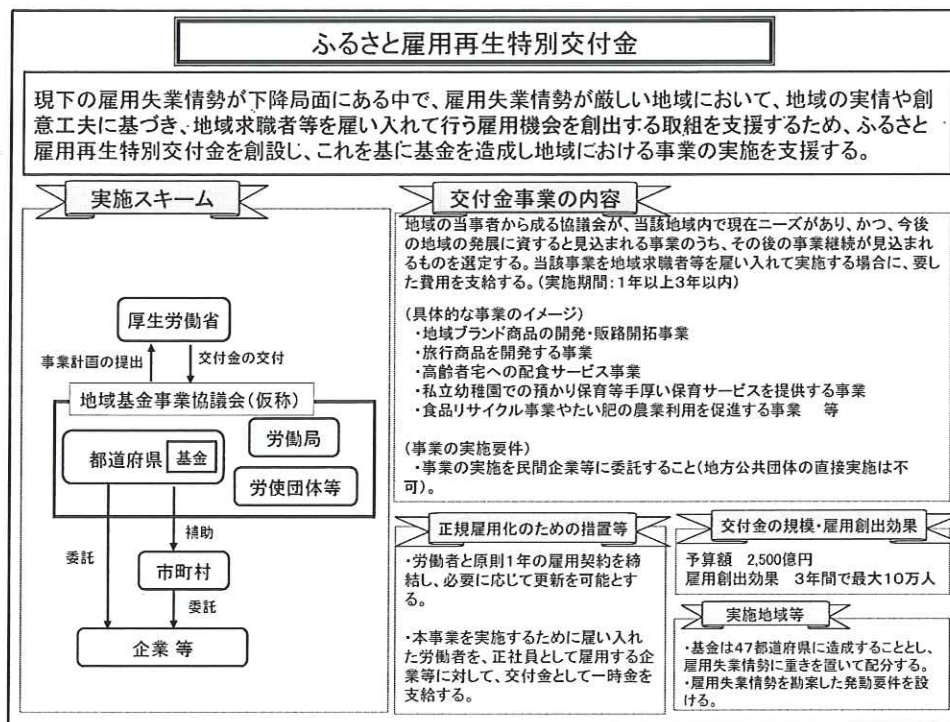 ふるさと雇用再生特別交付金
現下の雇用失業情勢が下降局面にある中で、雇用失業情勢が厳しい地域において、地域の実情や創
意工夫に基づき、地域求職者等を雇い入れて行う雇用機会を創出する取組を支援するため、ふるさと
雇用再生特別交付金を創設し、これを基に基金を造成し地域における事業の実施を支援する。
実施スキーム
厚生労働省
事業計画の提出
交付金の交付
地域基金事業協議会(仮称)
都道府県
基金
労働局
労使団体等
補助
委託
市町村
委託
企業 等
交付金事業の内容
地域の当事者から成る協議会が、当該地域内で現在ニーズがあり、かつ、今後
の地域の発展に資すると見込まれる事業のうち、その後の事業継続が見込まれ
るものを選定する。当該事業を地域求職者等を雇い入れて実施する場合に、要し
た費用を支給する。(実施期間:1年以上3年以内)
(具体的な事業のイメージ)
・地域ブランド商品の開発・販路開拓事業
・旅行商品を開発する事業
・高齢者宅への配食サービス事業
・私立幼稚園での預かり保育等手厚い保育サービスを提供する事業
・食品リサイクル事業やたい肥の農業利用を促進する事業 等
(事業の実施要件)
・事業の実施を民間企業等に委託すること(地方公共団体の直接実施は不
可)。
正規雇用化のための措置等
・労働者と原則1年の雇用契約を締
結し、必要に応じて更新を可能とす
る。
・本事業を実施するために雇い入れ
た労働者を、正社員として雇用する企
業等に対して、交付金として一時金を
支給する。
交付金の規模・雇用創出効果
予算額 2,500億円
雇用創出効果 3年間で最大10万人
実施地域等
・基金は47都道府県に造成することとし、
雇用失業情勢に重きを置いて配分する。
・雇用失業情勢を勘案した発動要件を設
ける。